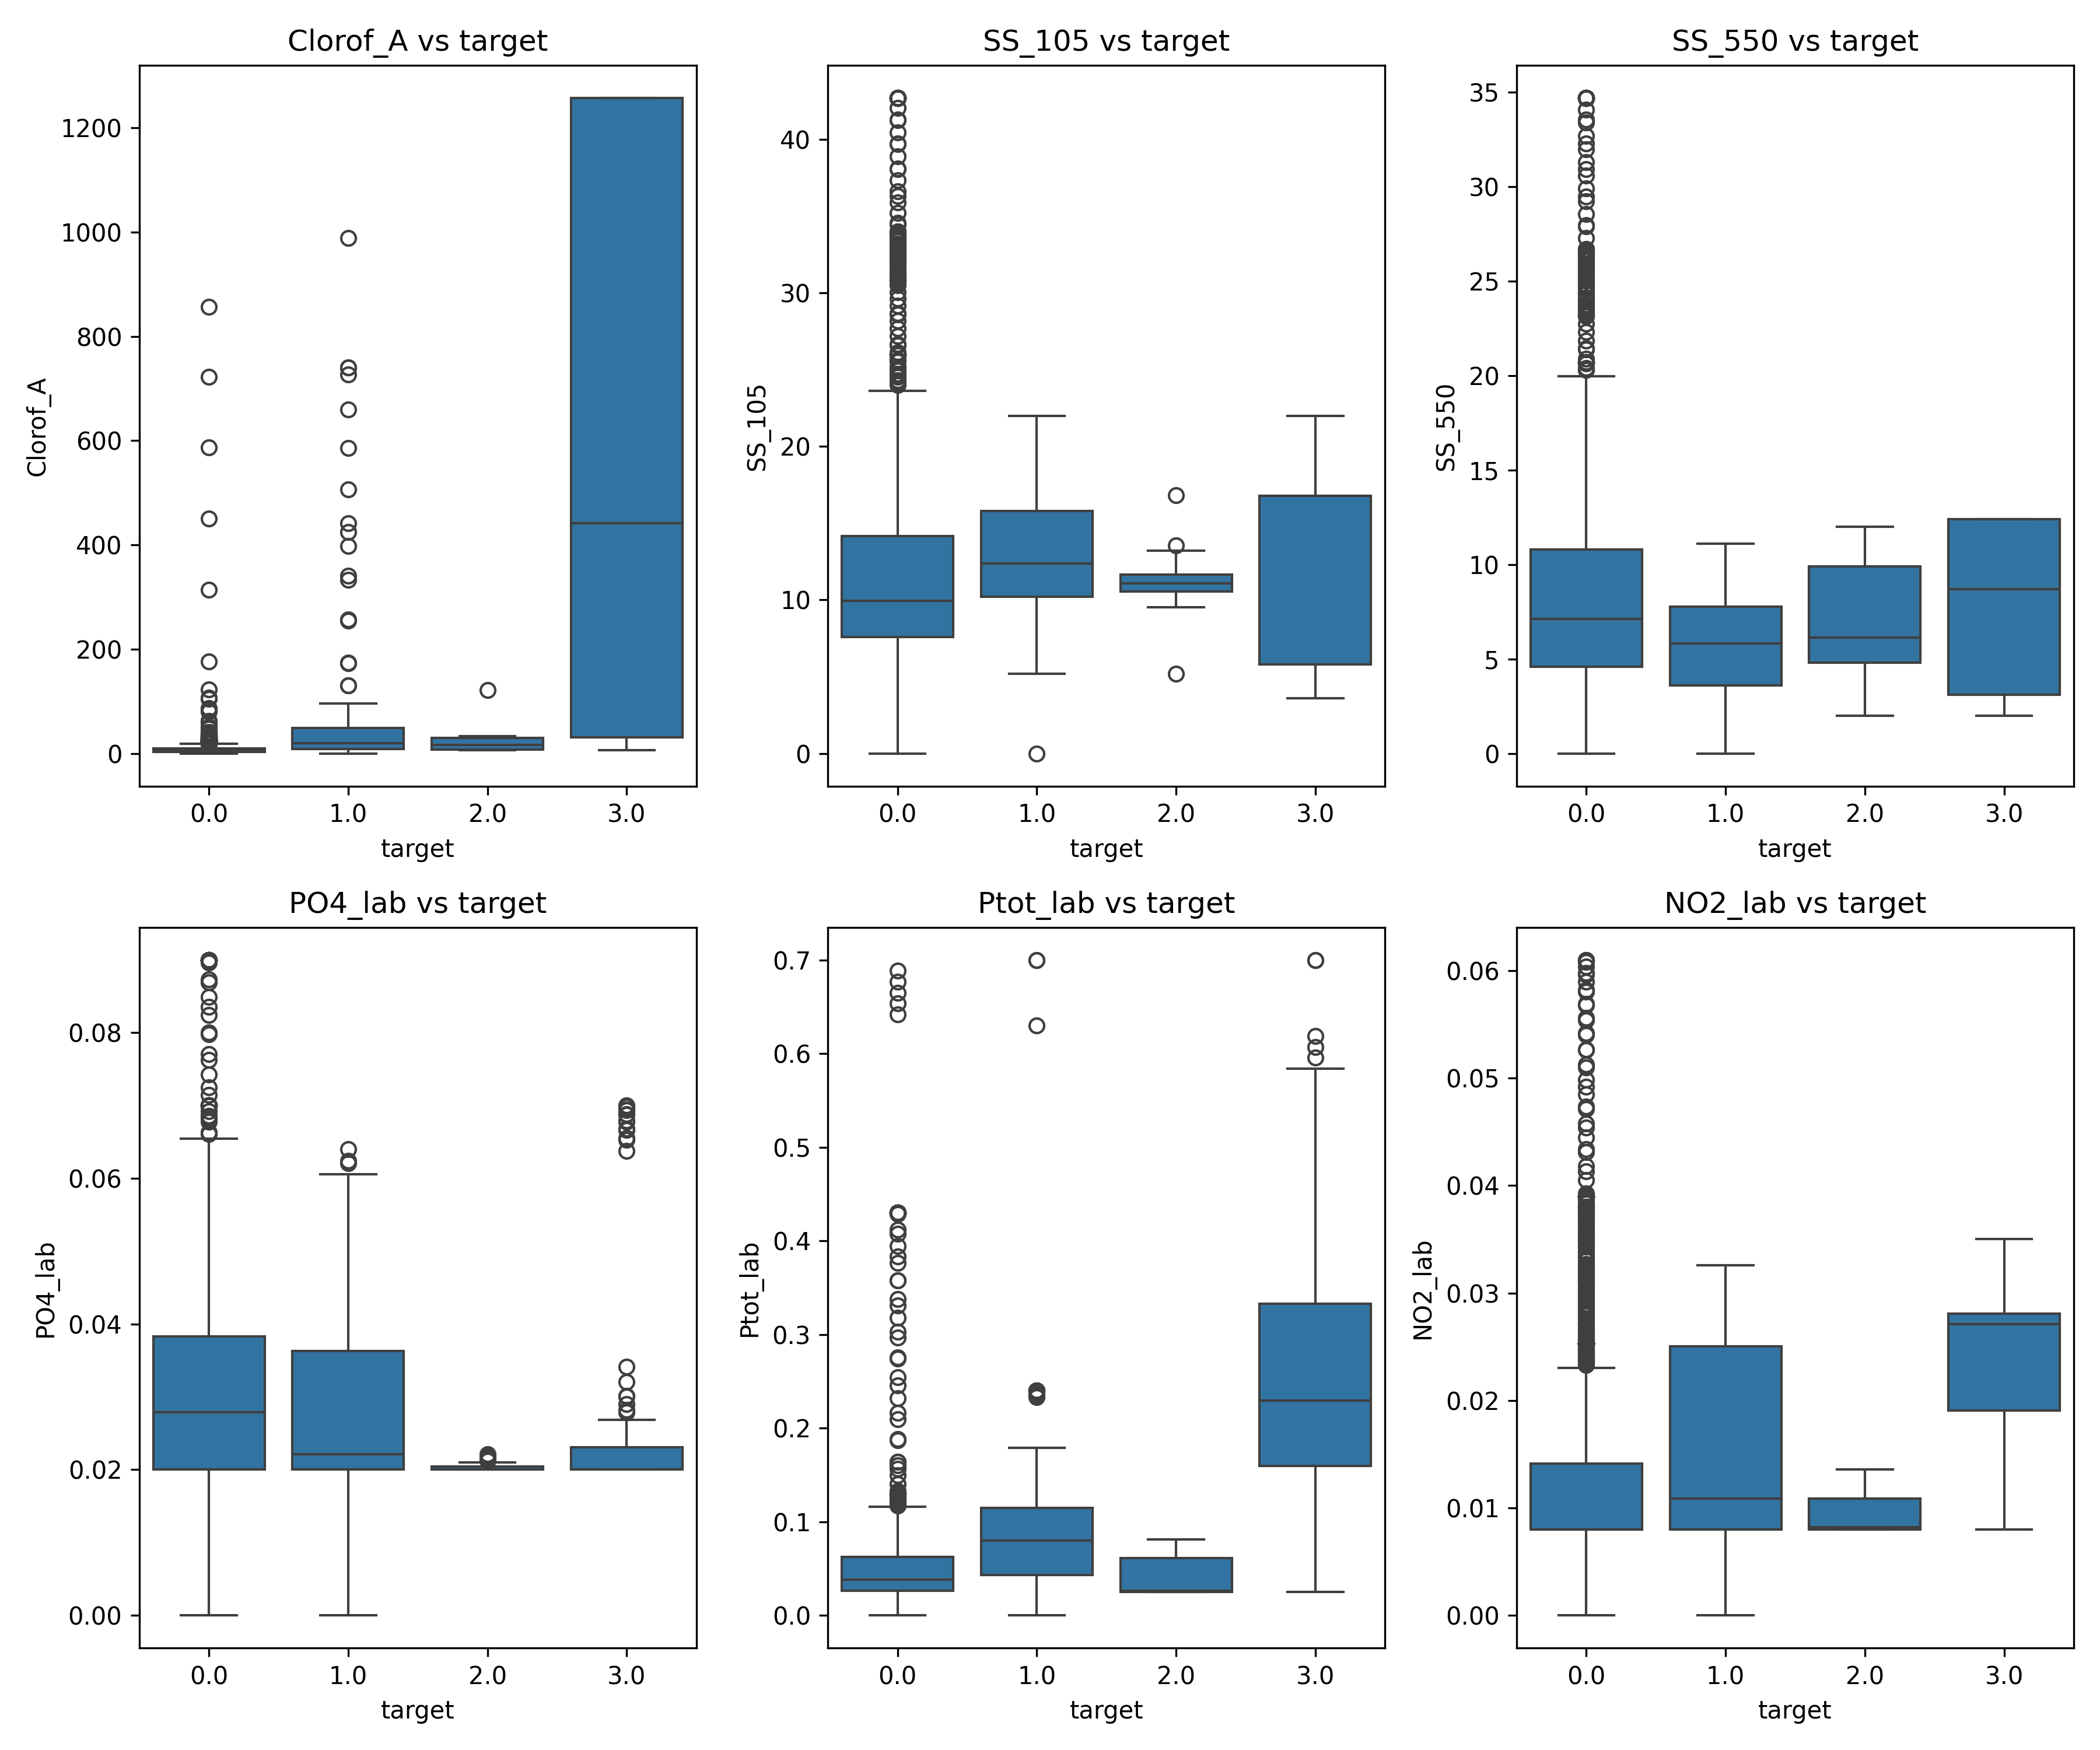 Clorof_A vs target
SS_105 vs target
SS_550 vs target
Clorof_A
1200
1000
800
600
400
200
0
0.0 1.0 2.0 3.0
target
SS_105
40
30
20
10
0
0.0 1.0 2.0 3.0
target
SS_550
35
30
25
20
15
10
5
0
0.0 1.0 2.0 3.0
target
PO4_lab vs target
Ptot_lab vs target
NO2_lab vs target
PO4_lab
0.08
0.06
0.04
0.02
0.00
0.0 1.0 2.0 3.0
target
Ptot_lab
0.7
0.6
0.5
0.4
0.3
0.2
0.1
0.0
0.0 1.0 2.0 3.0
target
NO2_lab
0.06
0.05
0.04
0.03
0.02
0.01
0.00
0.0 1.0 2.0 3.0
target